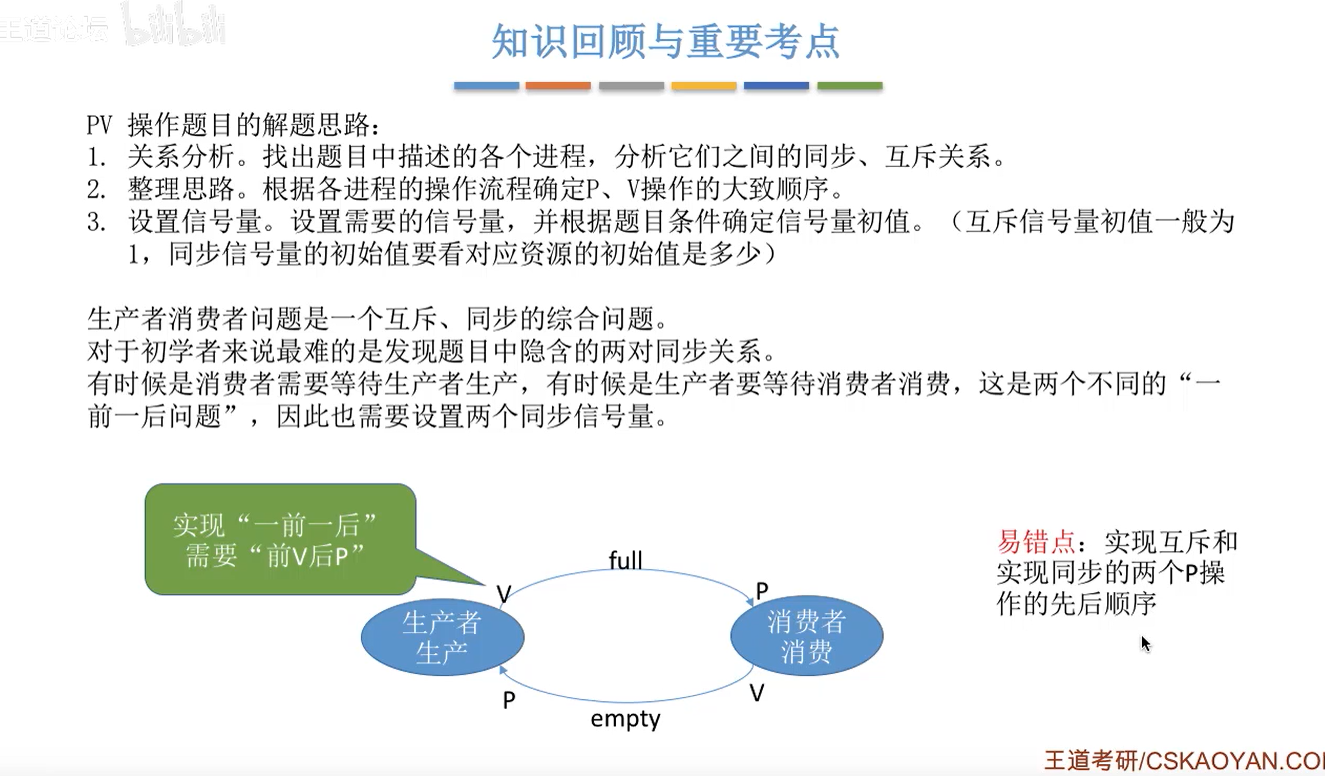 王道论坛 bilibili
知识回顾与重要考点
PV 操作题目的解题思路：
1. 关系分析。找出题目中描述的各个进程，分析它们之间的同步、互斥关系。
2. 整理思路。根据各进程的操作流程确定P、V操作的大致顺序。
3. 设置信号量。设置需要的信号量，并根据题目条件确定信号量初值。（互斥信号量初值一般为
1，同步信号量的初始值要看对应资源的初始值是多少）
生产者消费者问题是一个互斥、同步的综合问题。
对于初学者来说最难的是发现题目中隐含的两对同步关系。
有时候是消费者需要等待生产者生产，有时候是生产者要等待消费者消费，这是两个不同的“一
前一后问题”，因此也需要设置两个同步信号量。
实现“一前一后”
需要“前V后P”
full
V
P
生产者
生产
消费者
消费
P
V
empty
易错点：实现互斥和
实现同步的两个P操
作的先后顺序
王道考研/CSKAOYAN.CO